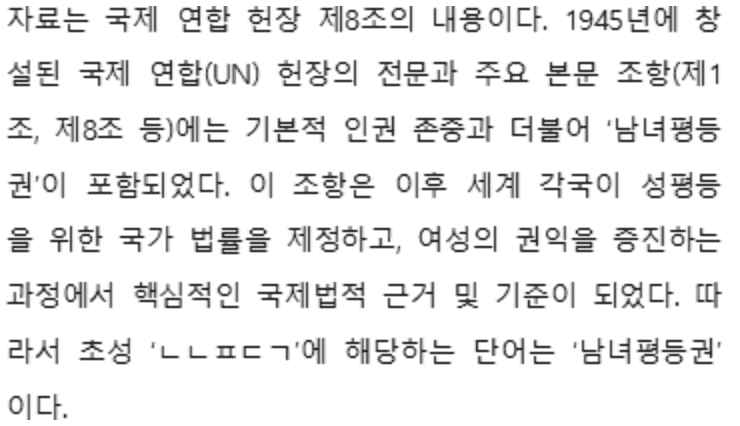 자료는 국제 연합 헌장 제8조의 내용이다. 1945년에 창
설된 국제 연합(UN) 헌장의 전문과 주요 본문 조항(제1
조, 제8조 등)에는 기본적 인권 존중과 더불어 '남녀평등
권'이 포함되었다. 이 조항은 이후 세계 각국이 성평등
을 위한 국가 법률을 제정하고, 여성의 권익을 증진하는
과정에서 핵심적인 국제법적 근거 및 기준이 되었다. 따
라서 초성 'ㄴㄴㅍㄷㄱ'에 해당하는 단어는 '남녀평등권'
이다.